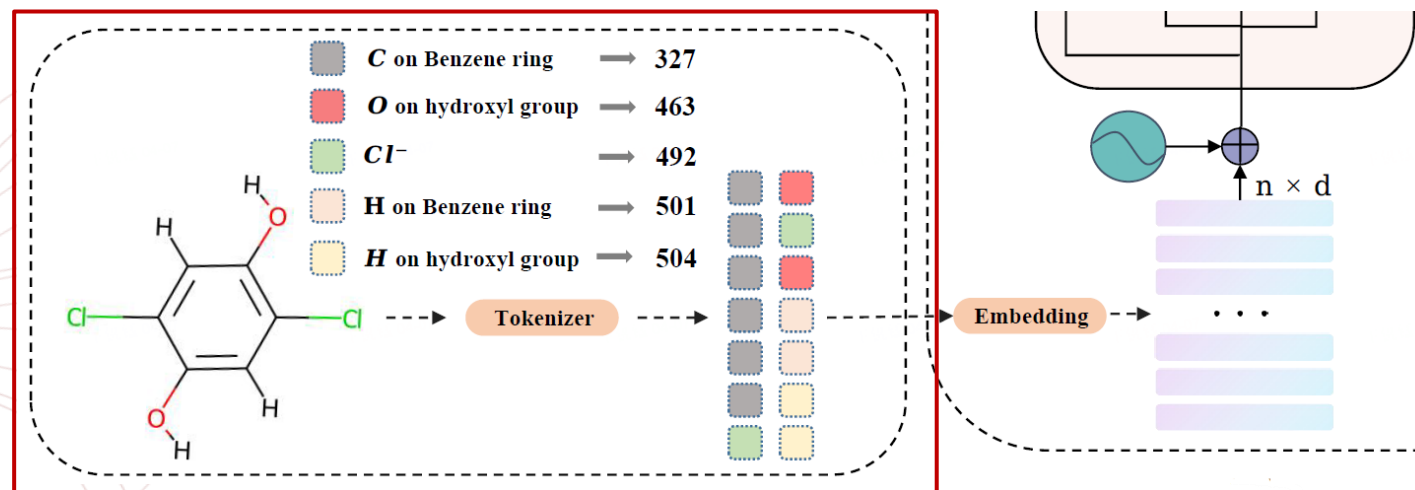 C on Benzene ring 327
O on hydroxyl group 463
Cl⁻ 492
H on Benzene ring 501
H on hydroxyl group 504
H
O
H
Cl
Cl
H
O
H
Tokenizer
Embedding
n × d
. . .